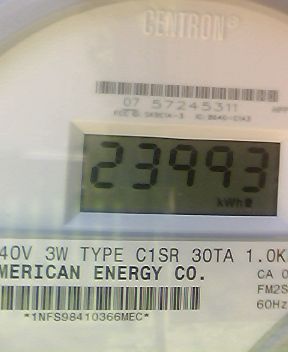 CENTRON®
07 57245311
23993
kWh
40V 3W TYPE C1SR 30TA 1.0K
MERICAN ENERGY CO.
CA 0
FM2S
60Hz
*1NFS98410366MEC*